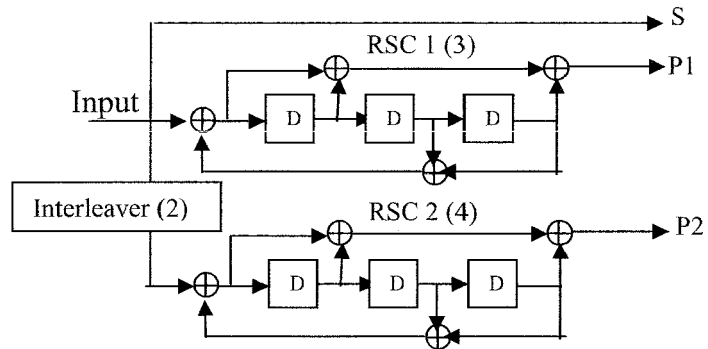 S
RSC 1 (3)
P1
Input
D D D
Interleaver (2)
RSC 2 (4)
P2
D D D